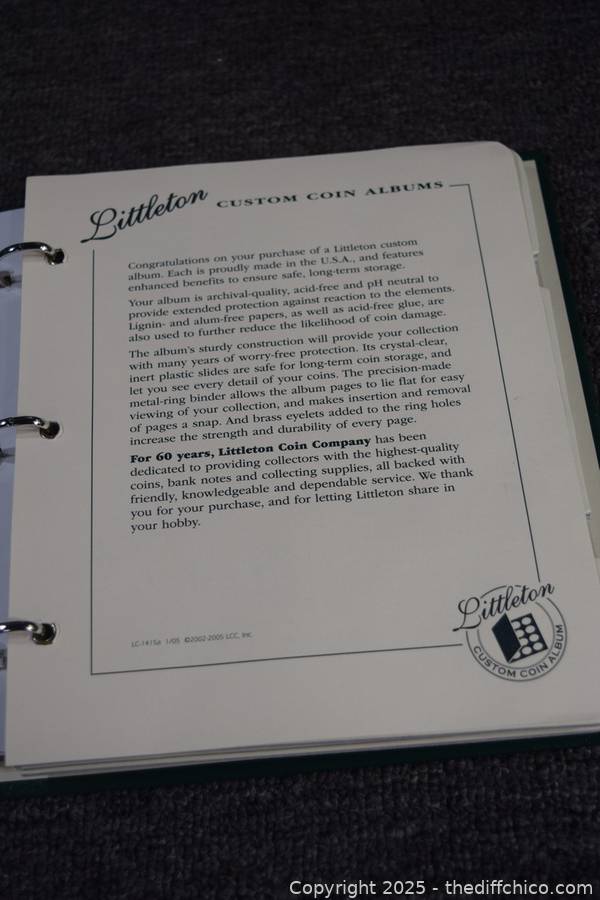 Littleton CUSTOM COIN ALBUMS
Congratulations on your purchase of a Littleton custom
album. Each is proudly made in the U.S.A., and features
enhanced benefits to ensure safe, long-term storage.
Your album is archival-quality, acid-free and pH neutral to
provide extended protection against reaction to the elements.
Lignin- and alum-free papers, as well as acid-free glue, are
also used to further reduce the likelihood of coin damage.
The album's sturdy construction will provide your collection
with many years of worry-free protection. Its crystal-clear,
inert plastic slides are safe for long-term coin storage, and
let you see every detail of your coins. The precision-made
metal-ring binder allows the album pages to lie flat for easy
viewing of your collection, and makes insertion and removal
of pages a snap. And brass eyelets added to the ring holes
increase the strength and durability of every page.
For 60 years, Littleton Coin Company has been
dedicated to providing collectors with the highest-quality
coins, bank notes and collecting supplies, all backed with
friendly, knowledgeable and dependable service. We thank
you for your purchase, and for letting Littleton share in
your hobby.
LC-1415a 1/05 ©2002-2005 LCC, Inc.
Littleton
CUSTOM COIN ALBUM
Copyright 2025 - thediffchico.com